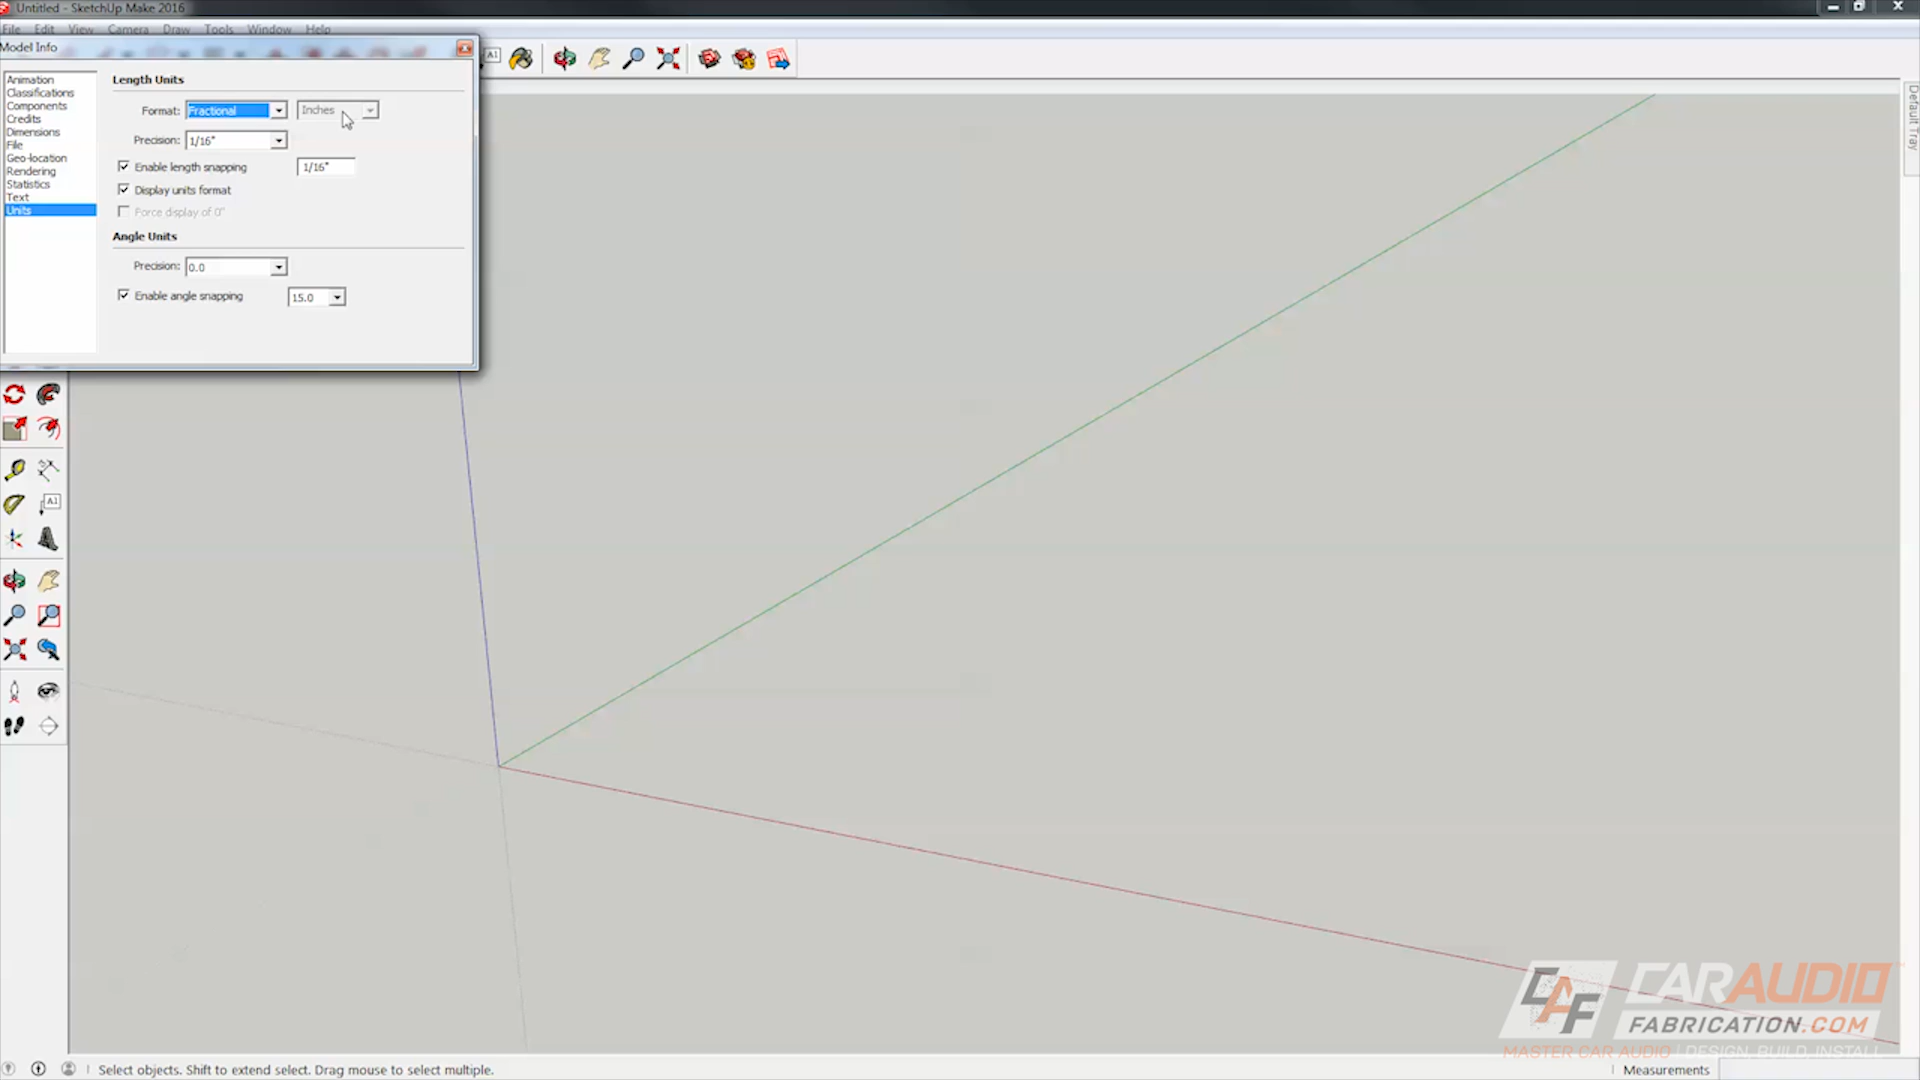 Untitled - SketchUp Make 2016
File Edit View Camera Draw Tools Window Help
Model Info
Animation
Classifications
Components
Credits
Dimensions
File
Geo-location
Rendering
Statistics
Text
Units
Length Units
Format: Fractional Inches
Precision: 1/16"
Enable length snapping 1/16"
Display units format
Force display of 0"
Angle Units
Precision: 0.0
Enable angle snapping 15.0
A1
A1
Default Tray
CAF
CARAUDIO
FABRICATION.COM
MASTER CAR AUDIO | DESIGN, BUILD, INSTALL
Select objects. Shift to extend select. Drag mouse to select multiple.
Measurements